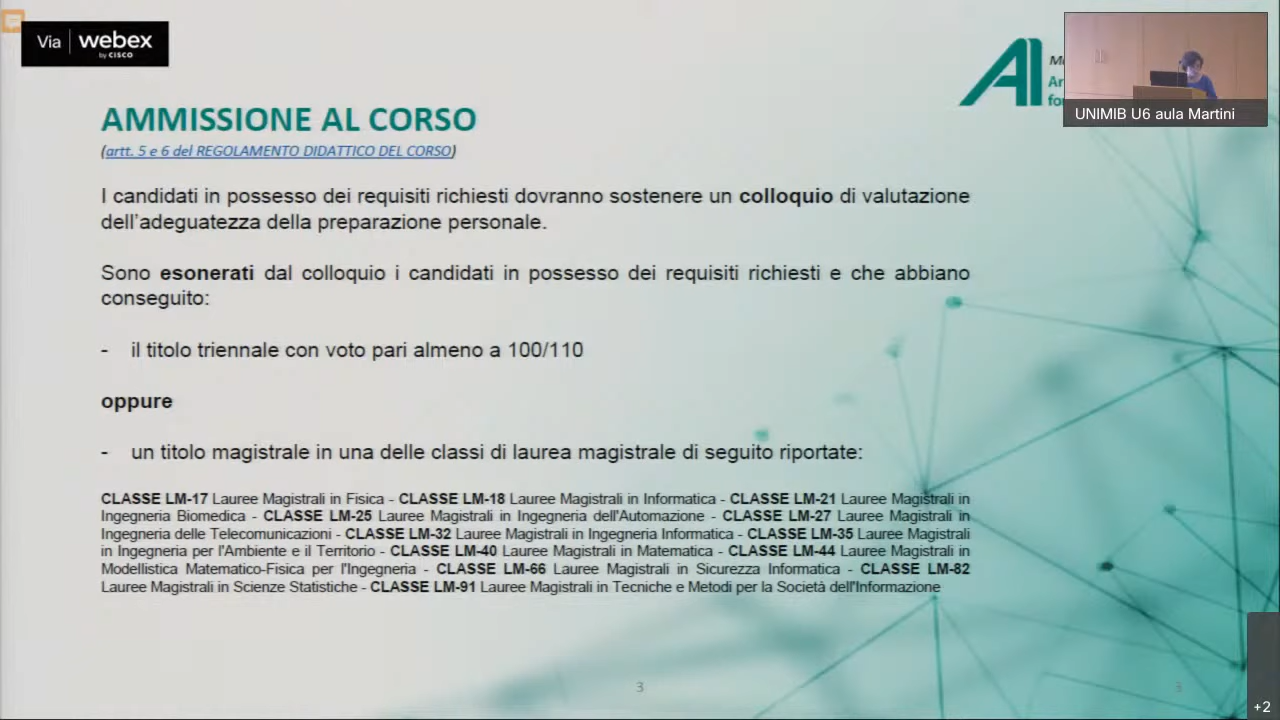 Via webex
by CISCO
AI
UNIMIB U6 aula Martini
AMMISSIONE AL CORSO
(artt. 5 e 6 del REGOLAMENTO DIDATTICO DEL CORSO)
I candidati in possesso dei requisiti richiesti dovranno sostenere un colloquio di valutazione
dell'adeguatezza della preparazione personale.
Sono esonerati dal colloquio i candidati in possesso dei requisiti richiesti e che abbiano
conseguito:
- il titolo triennale con voto pari almeno a 100/110
oppure
- un titolo magistrale in una delle classi di laurea magistrale di seguito riportate:
CLASSE LM-17 Lauree Magistrali in Fisica - CLASSE LM-18 Lauree Magistrali in Informatica - CLASSE LM-21 Lauree Magistrali in
Ingegneria Biomedica - CLASSE LM-25 Lauree Magistrali in Ingegneria dell'Automazione - CLASSE LM-27 Lauree Magistrali in
Ingegneria delle Telecomunicazioni - CLASSE LM-32 Lauree Magistrali in Ingegneria Informatica - CLASSE LM-35 Lauree Magistrali
in Ingegneria per l'Ambiente e il Territorio - CLASSE LM-40 Lauree Magistrali in Matematica - CLASSE LM-44 Lauree Magistrali in
Modellistica Matematico-Fisica per l'Ingegneria - CLASSE LM-66 Lauree Magistrali in Sicurezza Informatica - CLASSE LM-82
Lauree Magistrali in Scienze Statistiche - CLASSE LM-91 Lauree Magistrali in Tecniche e Metodi per la Società dell'Informazione
3
3
+2